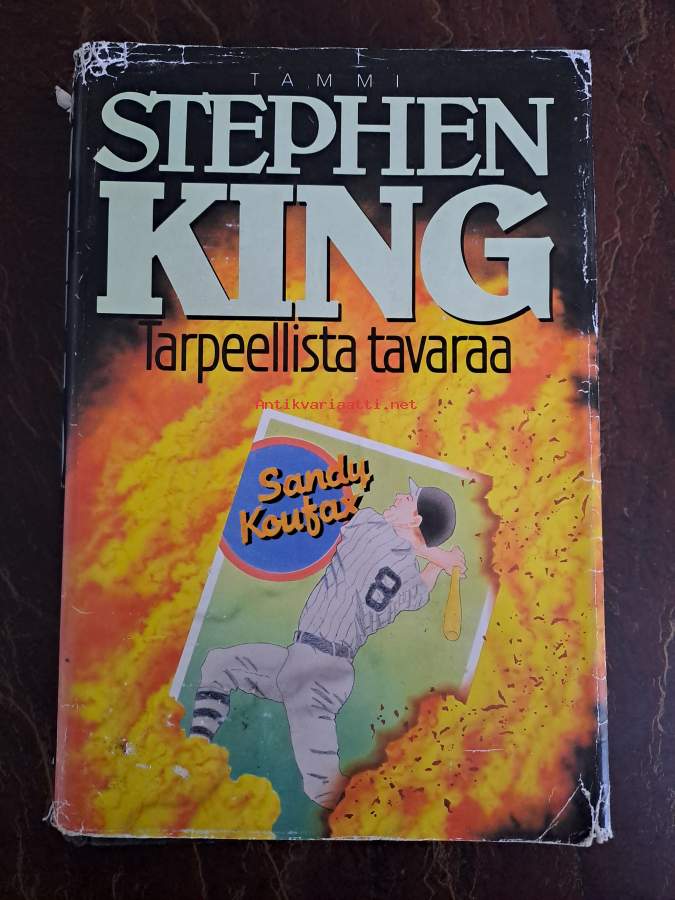 TAMMI
STEPHEN
KING
Tarpeellista tavaraa
Antikvariaatti.net
Sandy
Koufax
8